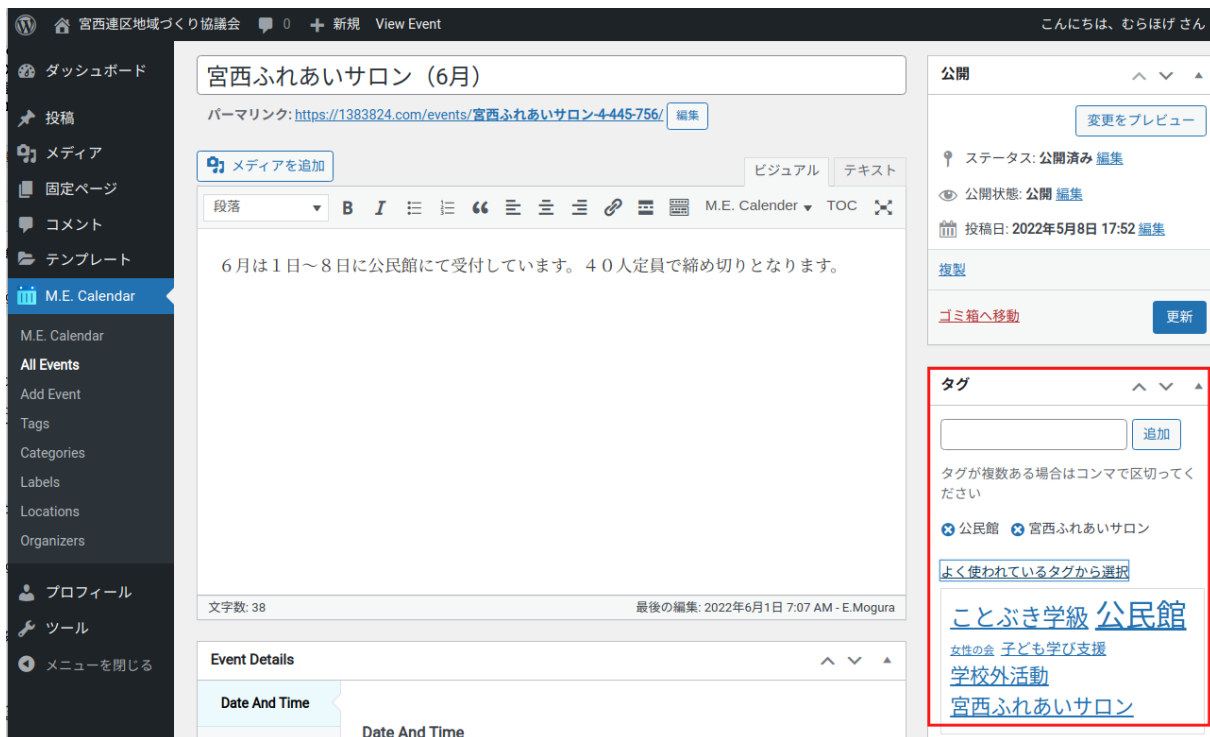 宮西連区地域づくり協議会 0 新規 View Event こんにちは、むらほげ さん
ダッシュボード
投稿
メディア
固定ページ
コメント
テンプレート
M.E. Calendar
M.E. Calendar
All Events
Add Event
Tags
Categories
Labels
Locations
Organizers
プロフィール
ツール
メニューを閉じる
宮西ふれあいサロン（6月）
パーマリンク: https://1383824.com/events/宮西ふれあいサロン-4-445-756/ 編集
メディアを追加
ビジュアル テキスト
段落 B I M.E. Calender TOC
６月は１日～８日に公民館にて受付しています。４０人定員で締め切りとなります。
文字数: 38 最後の編集: 2022年6月1日 7:07 AM - E.Mogura
Event Details
Date And Time
Date And Time
公開
変更をプレビュー
ステータス: 公開済み 編集
公開状態: 公開 編集
投稿日: 2022年5月8日 17:52 編集
複製
ゴミ箱へ移動 更新
タグ
追加
タグが複数ある場合はコンマで区切ってく
ださい
公民館 宮西ふれあいサロン
よく使われているタグから選択
ことぶき学級 公民館
女性の会 子ども学び支援
学校外活動
宮西ふれあいサロン